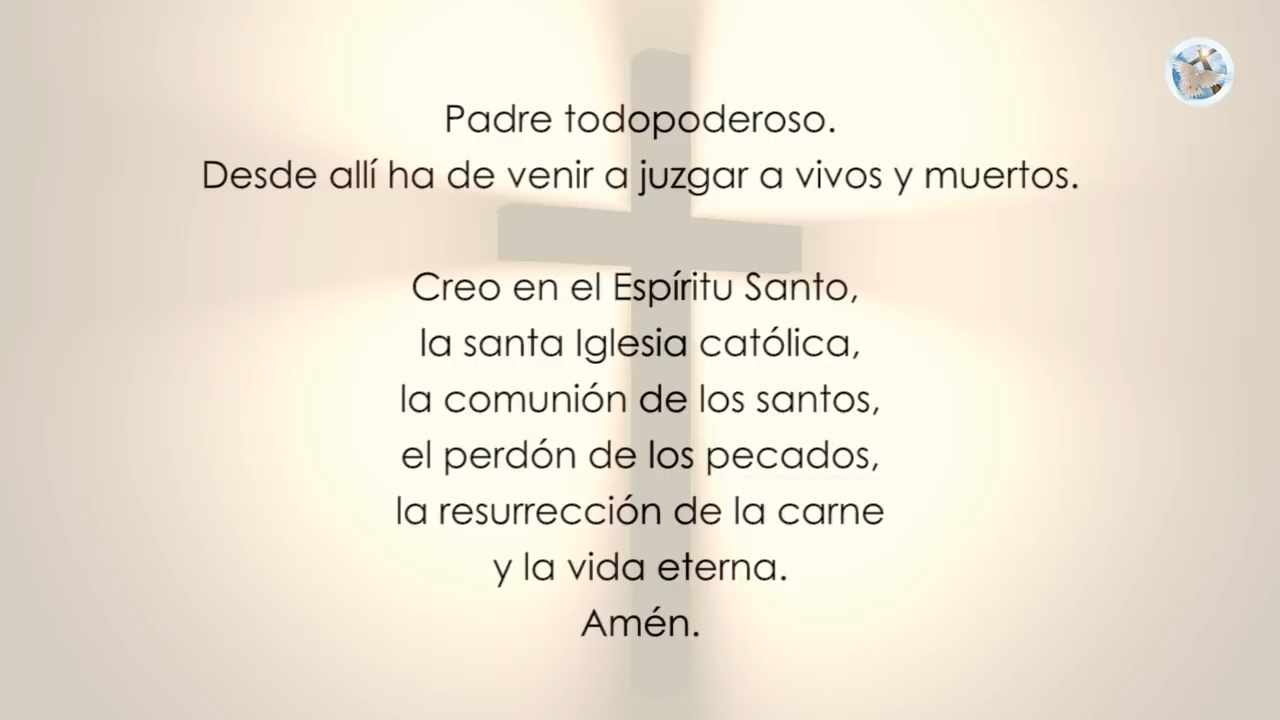 Padre todopoderoso.
Desde allí ha de venir a juzgar a vivos y muertos.
Creo en el Espíritu Santo,
la santa Iglesia católica,
la comunión de los santos,
el perdón de los pecados,
la resurrección de la carne
y la vida eterna.
Amén.